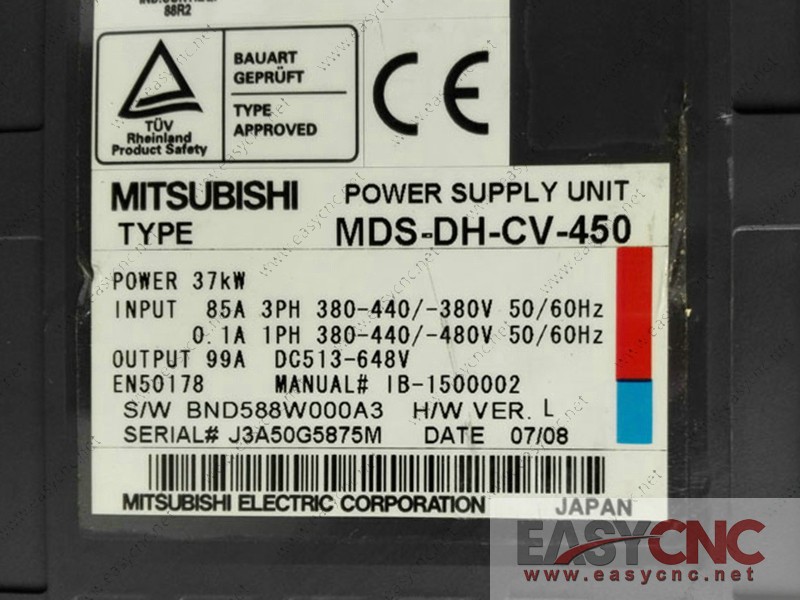 88R2
BAUART
GEPRÜFT
TYPE
APPROVED
TÜV
Rheinland
Product Safety
CE
MITSUBISHI POWER SUPPLY UNIT
TYPE MDS-DH-CV-450
POWER 37kW
INPUT 85A 3PH 380-440/-380V 50/60Hz
0.1A 1PH 380-440/-480V 50/60Hz
OUTPUT 99A DC513-648V
EN50178 MANUAL# IB-1500002
S/W BND588W000A3 H/W VER. L
SERIAL# J3A50G5875M DATE 07/08
MITSUBISHI ELECTRIC CORPORATION JAPAN
EASYCNC
www.easycnc.net